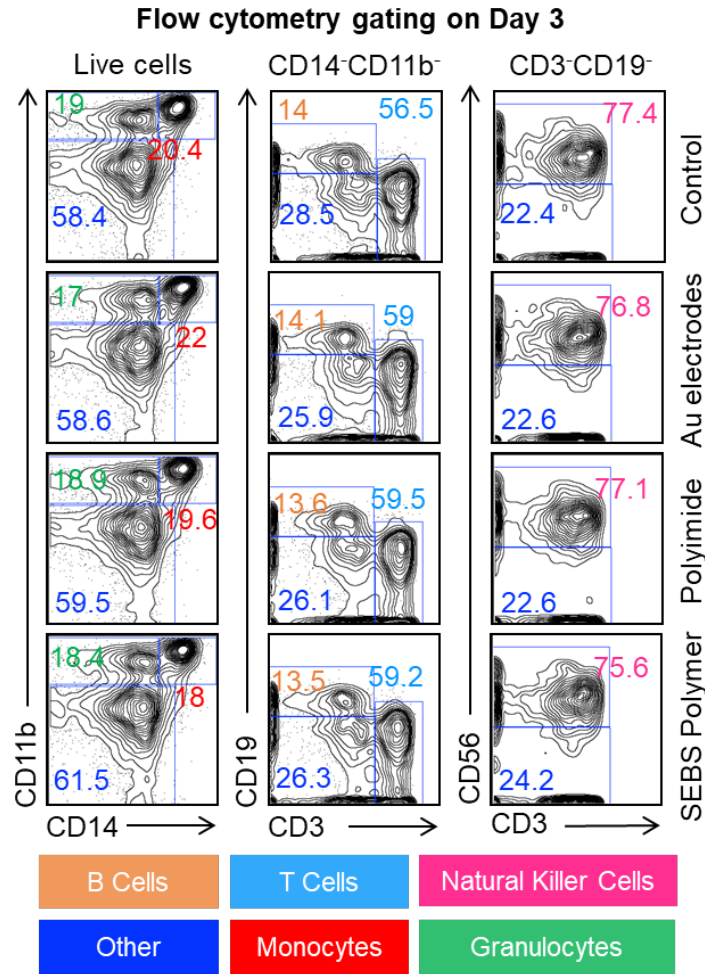 Flow cytometry gating on Day 3
Live cells
CD14⁻CD11b⁻
CD3⁻CD19⁻
19
20.4
58.4
14
56.5
28.5
77.4
22.4
Control
17
22
58.6
14.1
59
25.9
76.8
22.6
Au electrodes
18.9
19.6
59.5
13.6
59.5
26.1
77.1
22.6
Polyimide
18.4
18
61.5
13.5
59.2
26.3
75.6
24.2
SEBS Polymer
CD11b
CD19
CD56
CD14
CD3
CD3
B Cells
T Cells
Natural Killer Cells
Other
Monocytes
Granulocytes